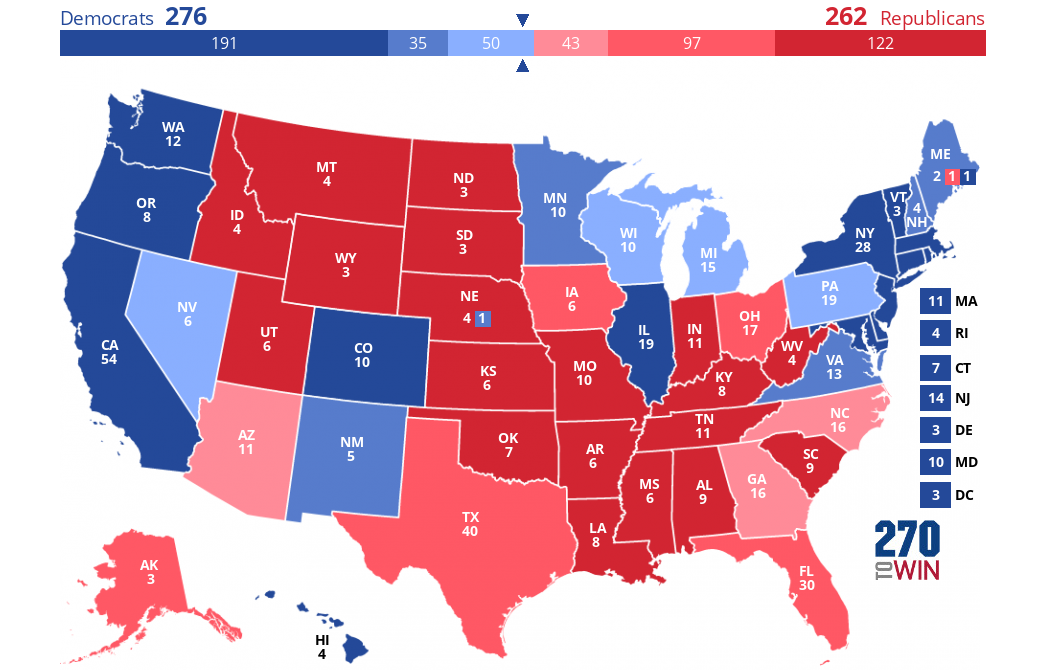 Democrats 276
262 Republicans
191 35 50 43 97 122
WA
12
OR
8
CA
54
NV
6
ID
4
MT
4
WY
3
UT
6
AZ
11
CO
10
NM
5
ND
3
SD
3
NE
4 1
KS
6
OK
7
TX
40
MN
10
IA
6
MO
10
AR
6
LA
8
WI
10
IL
19
MI
15
IN
11
OH
17
KY
8
TN
11
MS
6
AL
9
GA
16
FL
30
SC
9
NC
16
VA
13
WV
4
PA
19
NY
28
VT
3
4
NH
ME
2 1 1
11 MA
4 RI
7 CT
14 NJ
3 DE
10 MD
3 DC
AK
3
HI
4
270
TO WIN